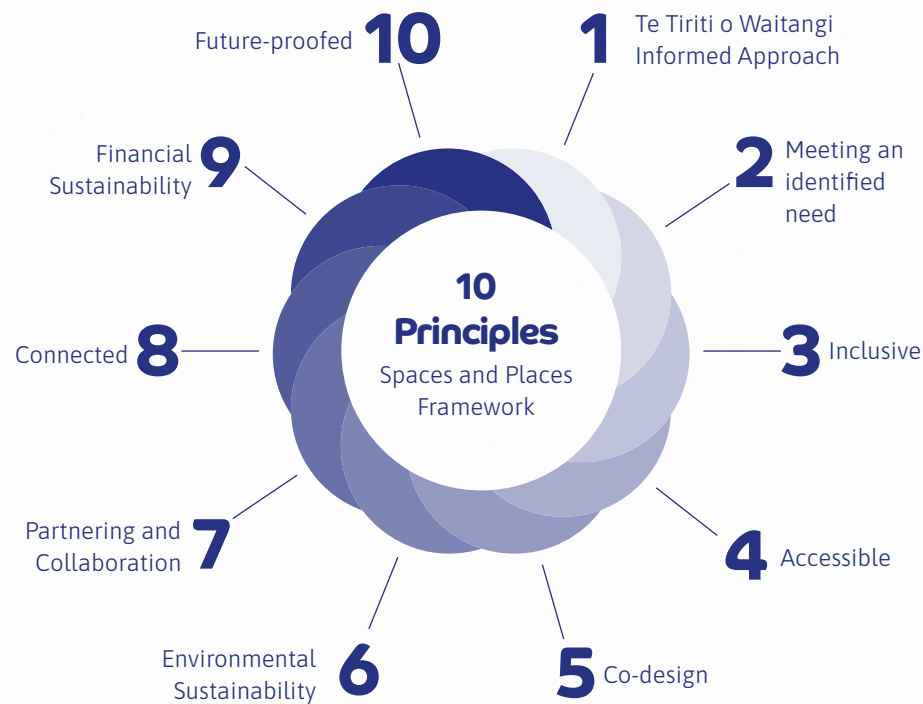 10
Principles
Spaces and Places
Framework
1
Te Tiriti o Waitangi
Informed Approach
2
Meeting an
identified
need
3
Inclusive
4
Accessible
5
Co-design
6
Environmental
Sustainability
7
Partnering and
Collaboration
8
Connected
9
Financial
Sustainability
10
Future-proofed